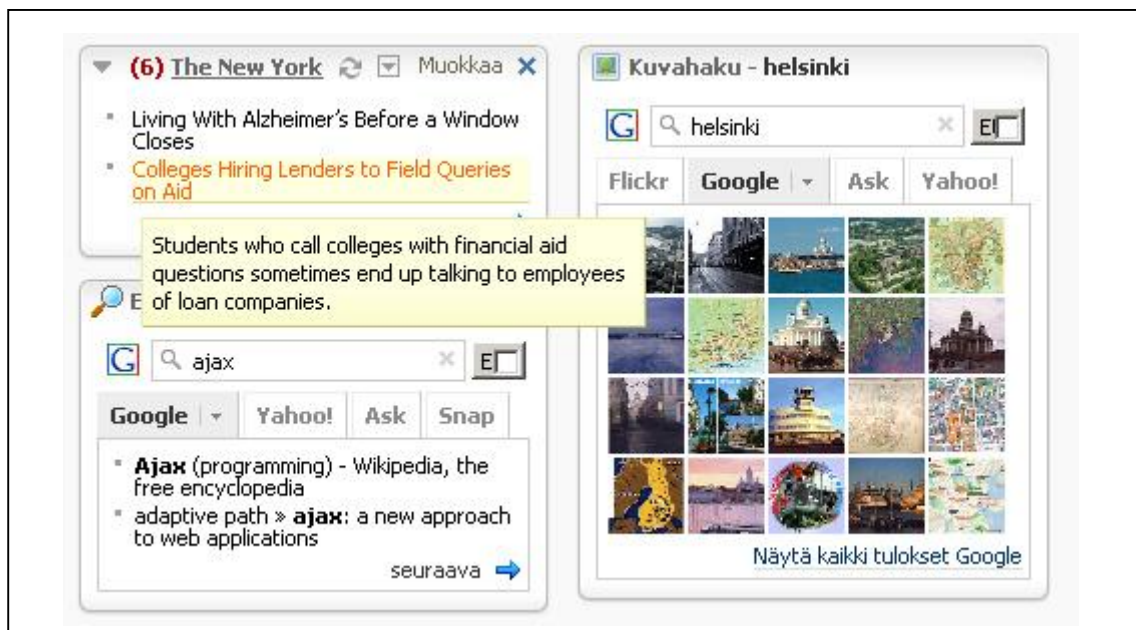 (6) The New York Muokkaa
Living With Alzheimer's Before a Window
Closes
Colleges Hiring Lenders to Field Queries
on Aid
Students who call colleges with financial aid
questions sometimes end up talking to employees
of loan companies.
E
G ajax E
Google Yahoo! Ask Snap
Ajax (programming) - Wikipedia, the
free encyclopedia
adaptive path » ajax: a new approach
to web applications
seuraava
Kuvahaku - helsinki
G helsinki
Flickr Google Ask Yahoo!
Näytä kaikki tulokset Google